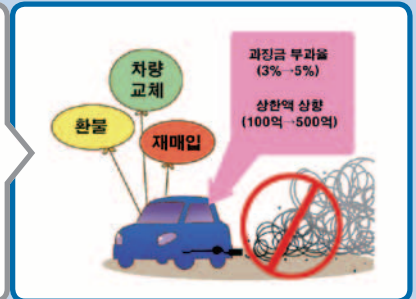 차량
교체
환불
재매입
과징금 부과율
(3%→5%)
상한액 상향
(100억→500억)